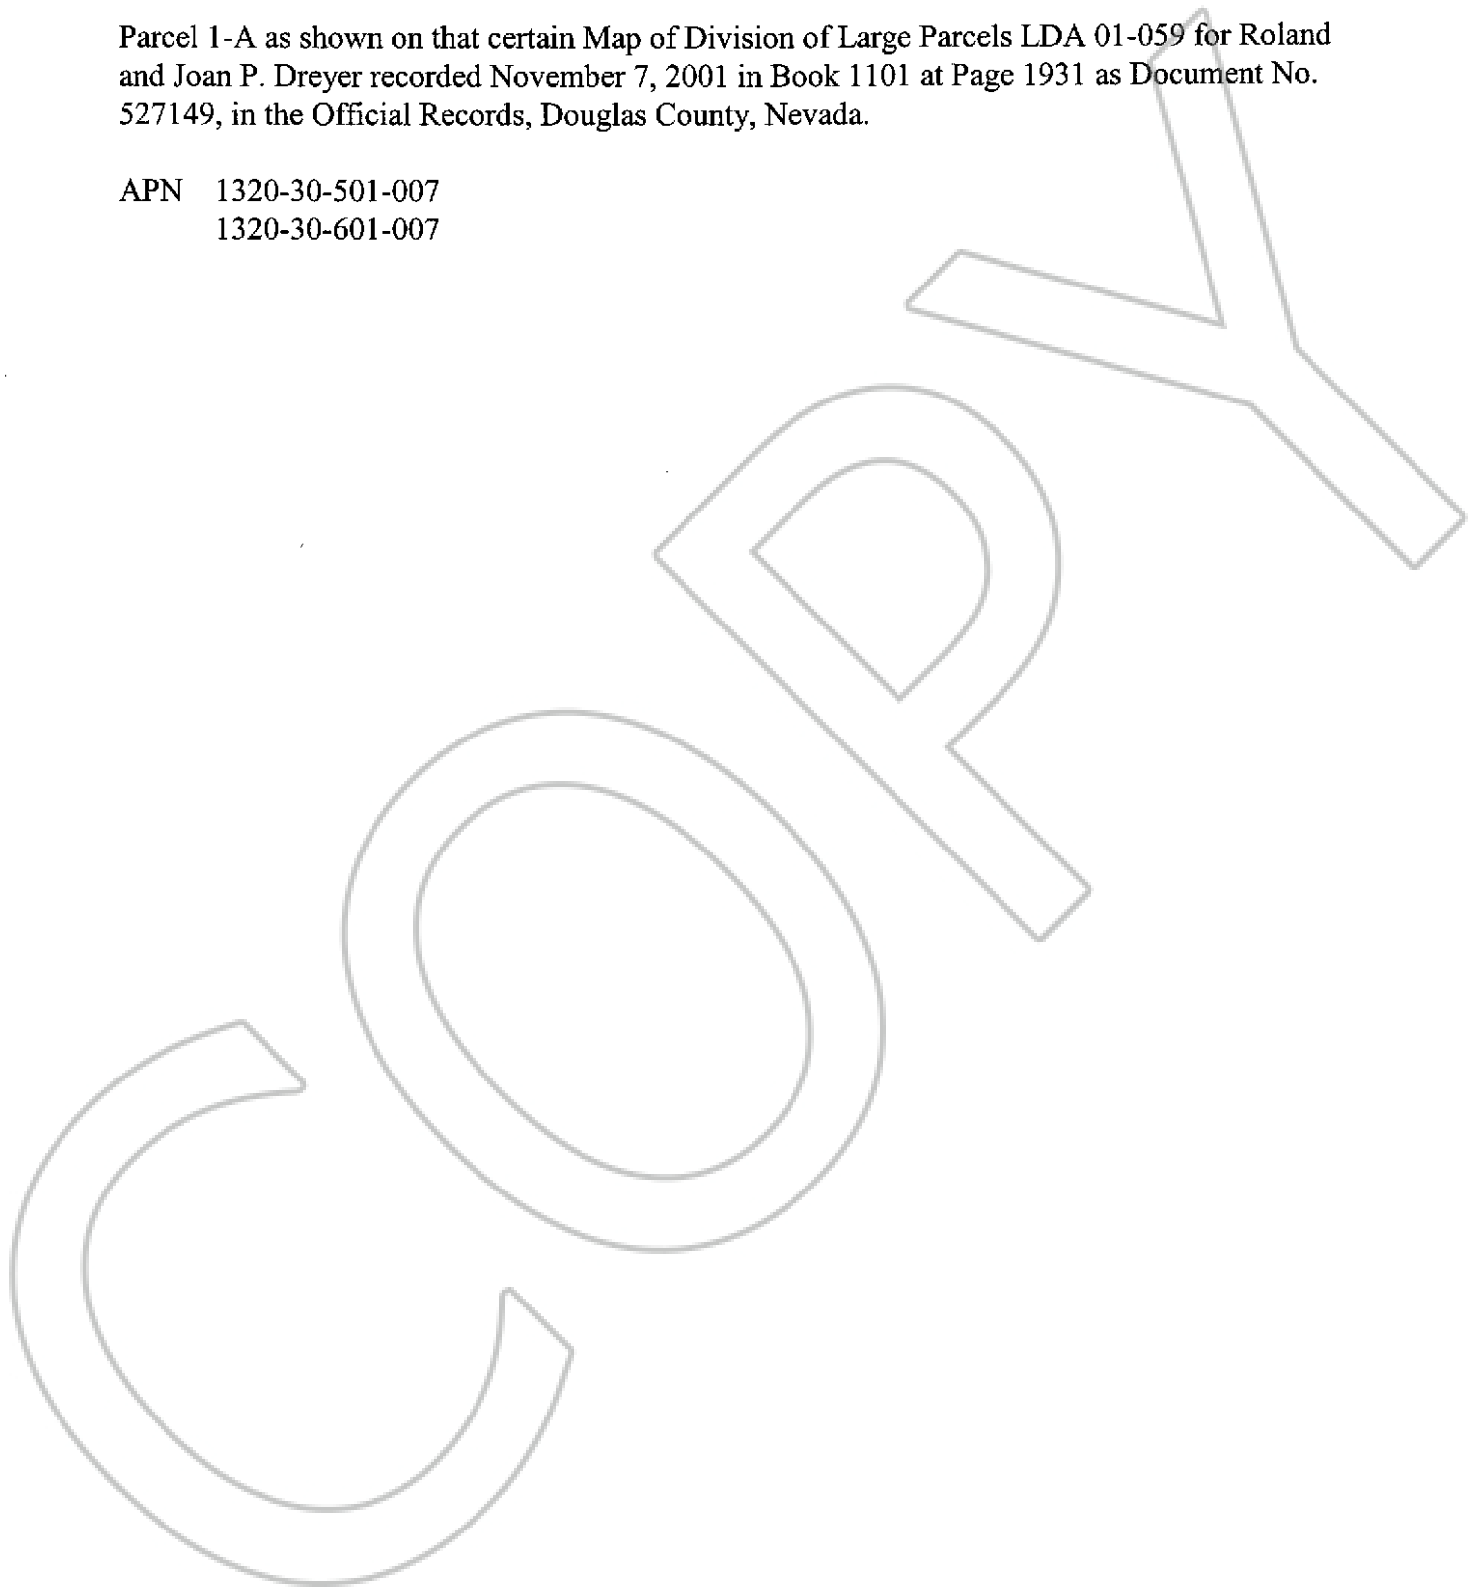 Parcel 1-A as shown on that certain Map of Division of Large Parcels LDA 01-059 for Roland
and Joan P. Dreyer recorded November 7, 2001 in Book 1101 at Page 1931 as Document No.
527149, in the Official Records, Douglas County, Nevada.
APN 1320-30-501-007
1320-30-601-007
COPY